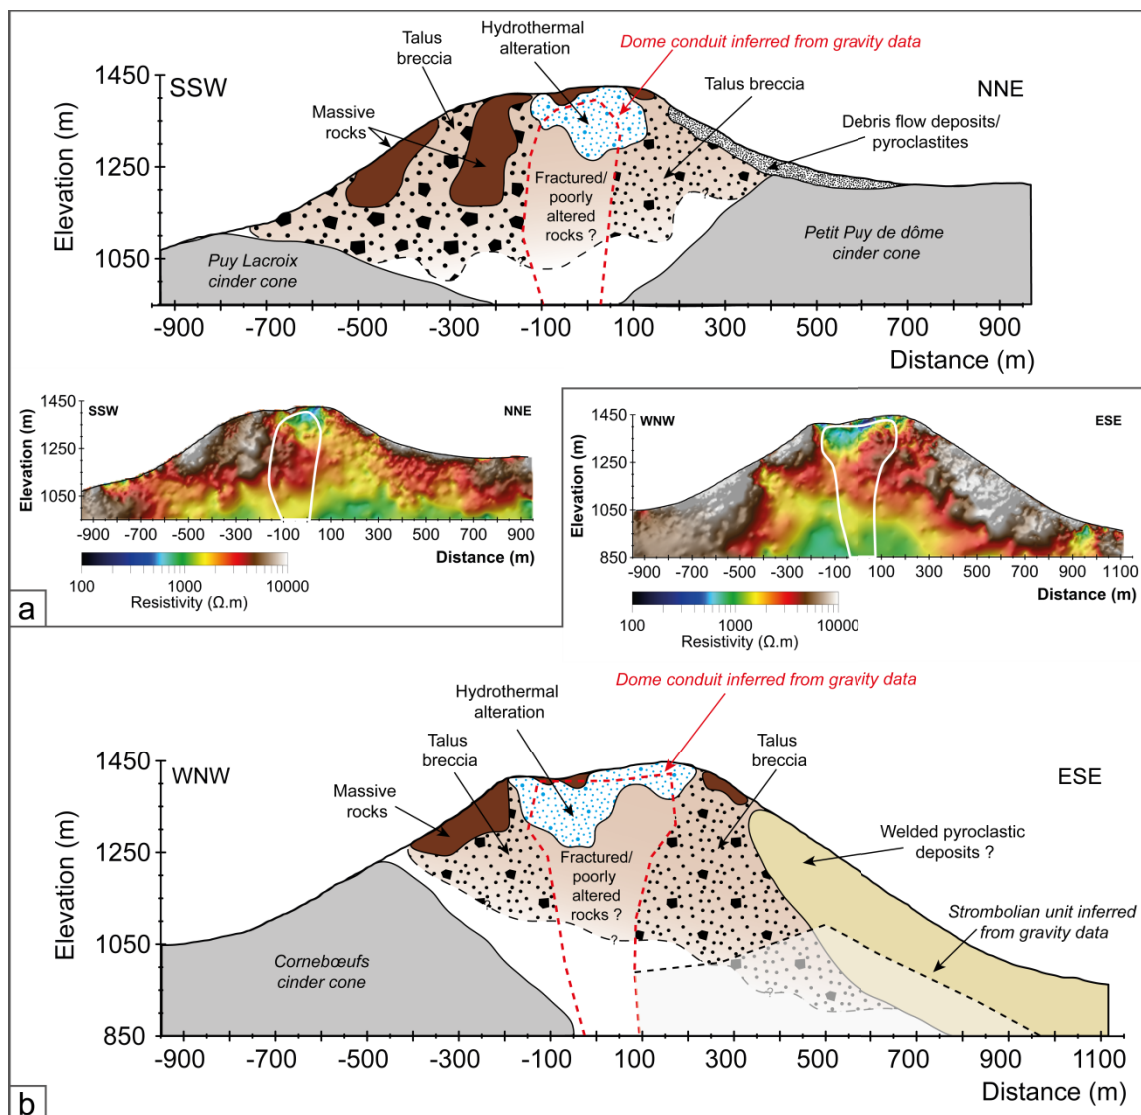 Hydrothermal
alteration
Dome conduit inferred from gravity data
Talus
breccia
1450
SSW
NNE
Massive
rocks
Talus breccia
Debris flow deposits/
pyroclastites
Elevation (m)
1250
Fractured/
poorly
altered
rocks ?
?
1050
Puy Lacroix
cinder cone
?
Petit Puy de dôme
cinder cone
-900 -700 -500 -300 -100 100 300 500 700 900
Distance (m)
1450
SSW
NNE
Elevation (m)
1250
1050
-900 -700 -500 -300 -100 100 300 500 700 900
Distance (m)
100 1000 10000
Resistivity (Ω.m)
a
1450
WNW
ESE
Elevation (m)
1250
1050
850
-900 -700 -500 -300 -100 100 300 500 700 900 1100
Distance (m)
100 1000 10000
Resistivity (Ω.m)
Hydrothermal
alteration
Dome conduit inferred from gravity data
Talus
breccia
Talus
breccia
1450
WNW
ESE
Massive
rocks
Elevation (m)
1250
Welded pyroclastic
deposits ?
Fractured/
poorly
altered
rocks ?
?
?
Strombolian unit inferred
from gravity data
1050
Cornebœufs
cinder cone
?
850
-900 -700 -500 -300 -100 100 300 500 700 900 1100
Distance (m)
b